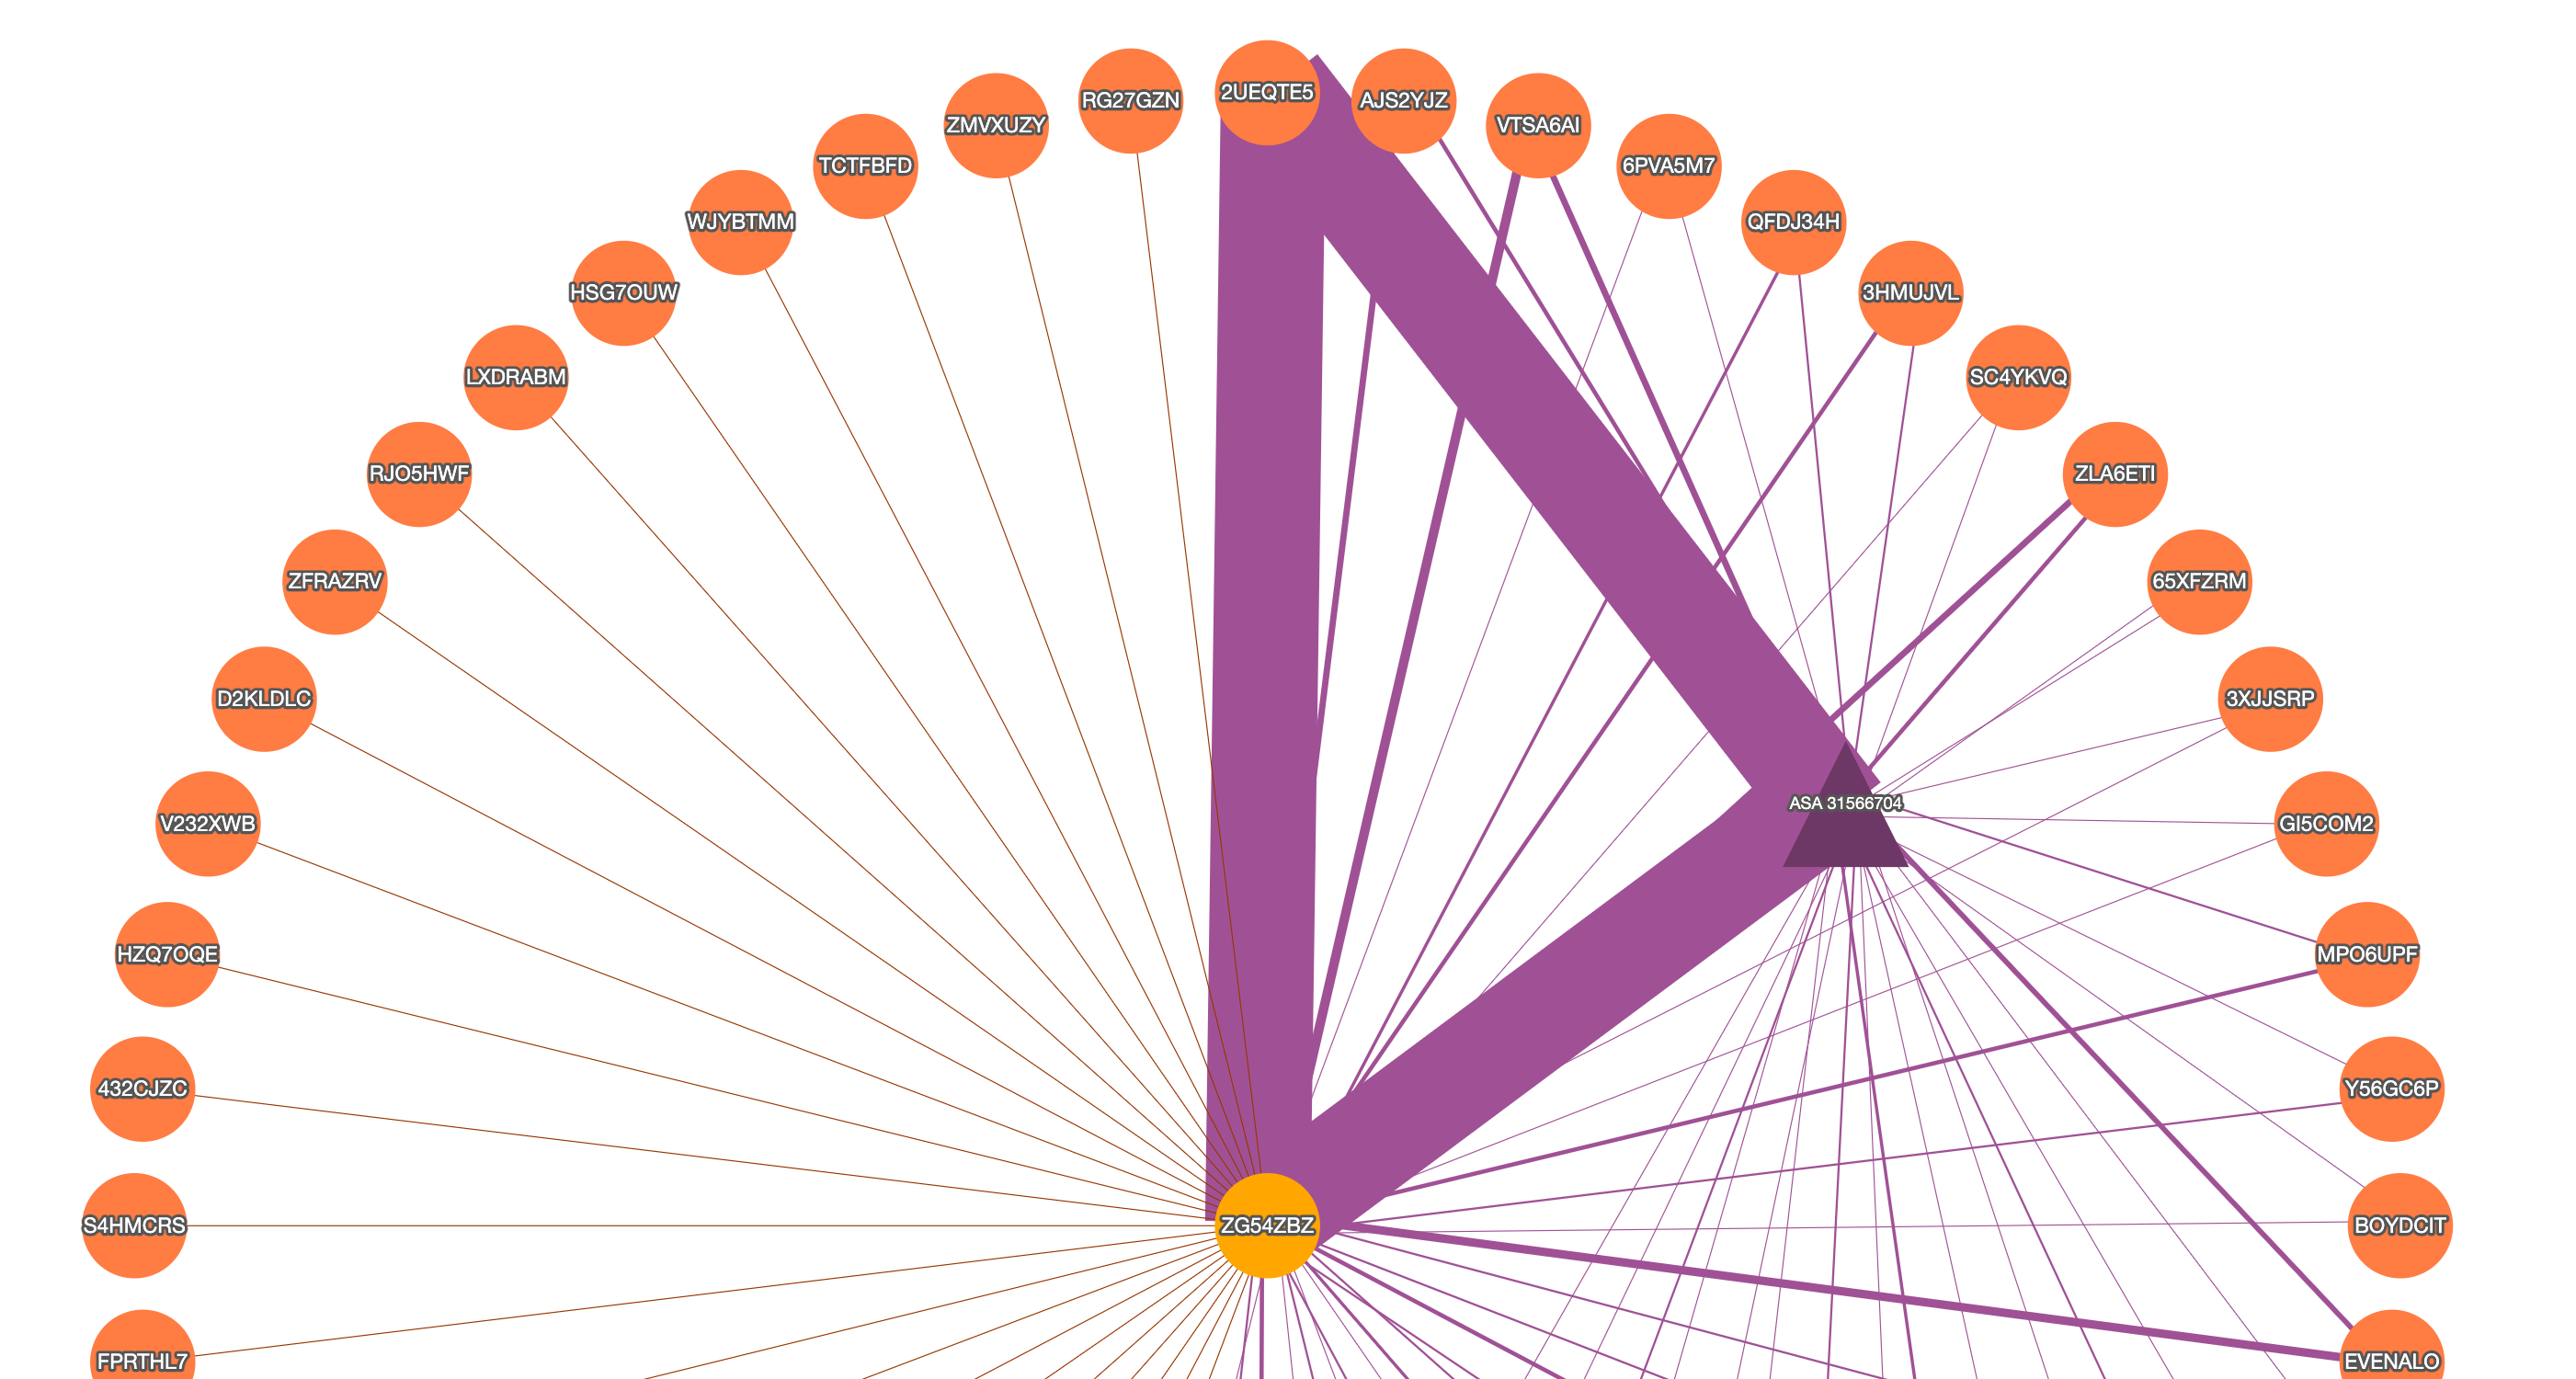 2UEQTE5
RG27GZN
AJS2YJZ
ZMVXUZY
VTSA6AI
TCTFBFD
6PVA5M7
WJYBTMM
QFDJ34H
HSG7OUW
3HMUJVL
LXDRABM
SC4YKVQ
RJO5HWF
ZLA6ETI
ZFRAZRV
65XFZRM
D2KLDLC
3XJJSRP
ASA 31566704
V232XWB
GI5COM2
HZQ7OQE
MPO6UPF
432CJZC
Y56GC6P
S4HMCRS
ZG54ZBZ
BOYDCIT
FPRTHL7
EVENALO